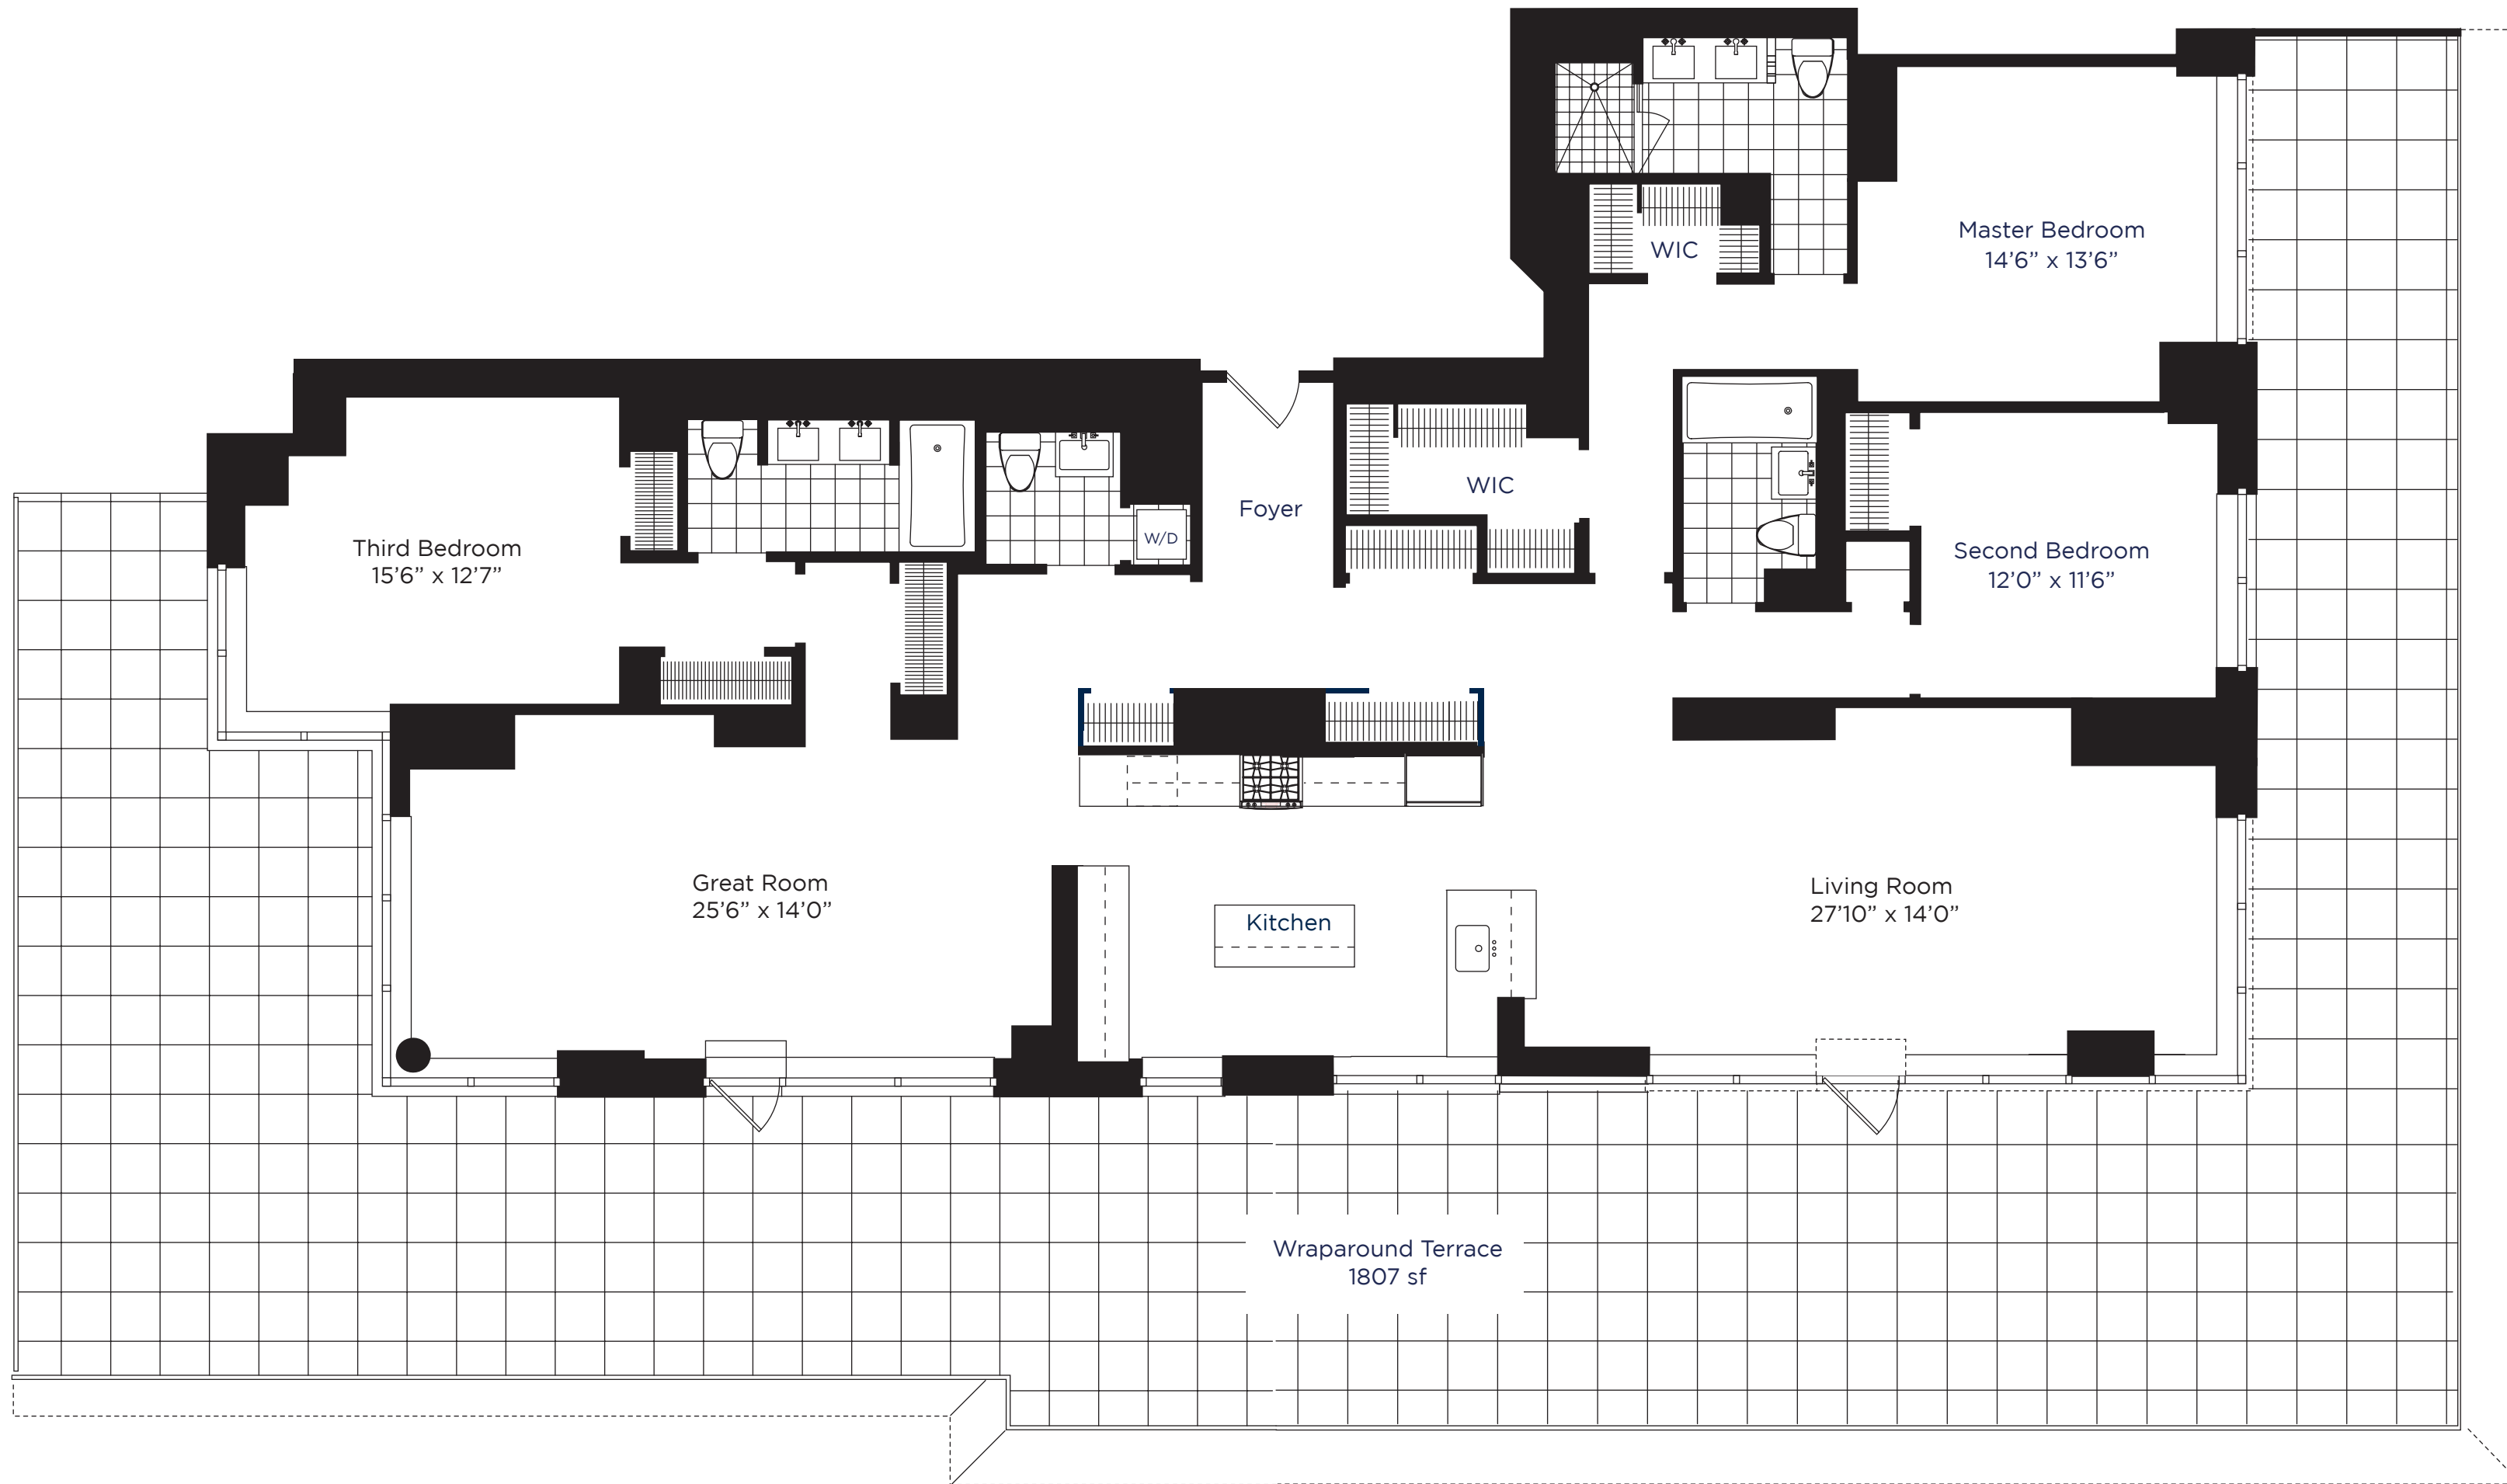 WIC
Master Bedroom
14’6” x 13’6”
WIC
Foyer
W/D
Third Bedroom
15’6” x 12’7”
Second Bedroom
12’0” x 11’6”
Great Room
25’6” x 14’0”
Kitchen
Living Room
27’10” x 14’0”
Wraparound Terrace
1807 sf